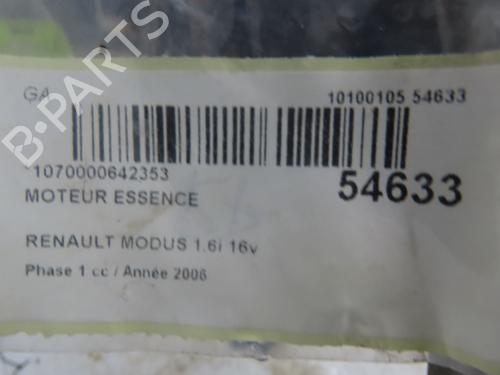 B-PARTS
GA
10100105 54633
1070000642353
54633
MOTEUR ESSENCE
RENAULT MODUS 1.6i 16v
Phase 1 cc / Année 2006